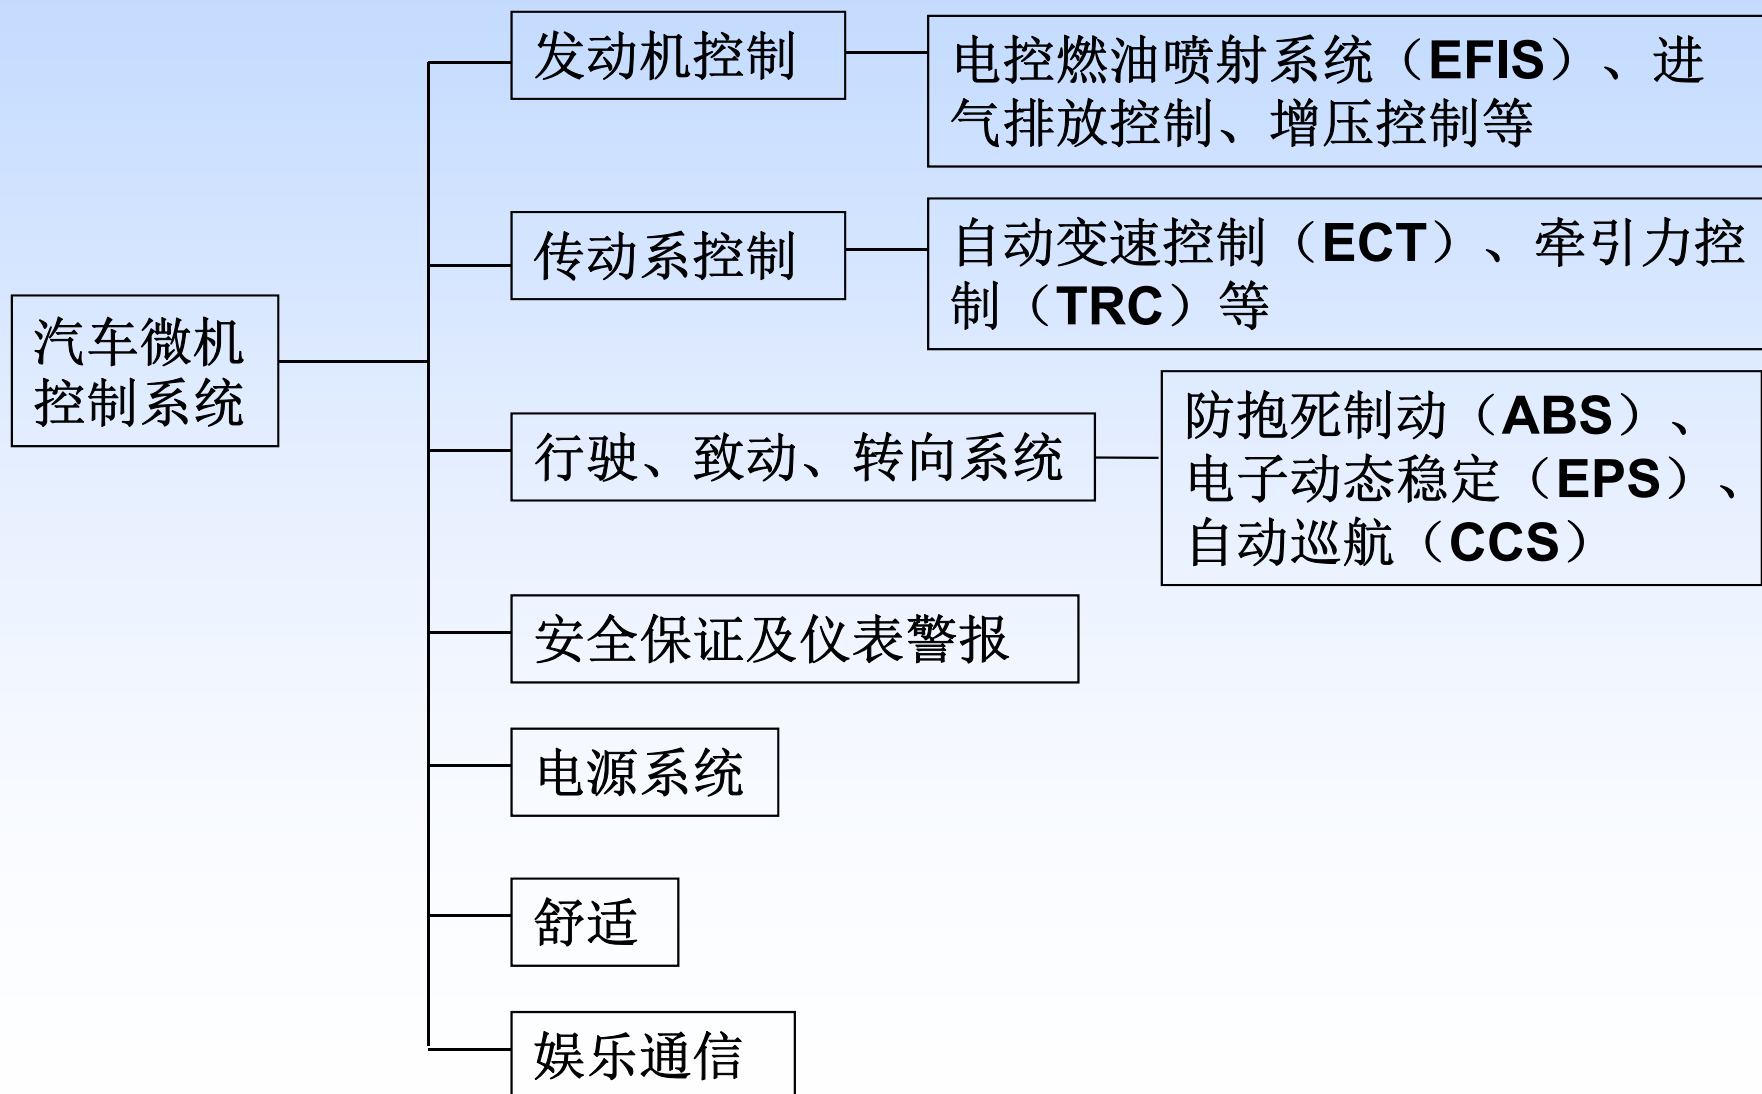 发动机控制
电控燃油喷射系统（EFIS）、进
气排放控制、增压控制等
传动系控制
自动变速控制（ECT）、牵引力控
制（TRC）等
汽车微机
控制系统
行驶、致动、转向系统
防抱死制动（ABS）、
电子动态稳定（EPS）、
自动巡航（CCS）
安全保证及仪表警报
电源系统
舒适
娱乐通信